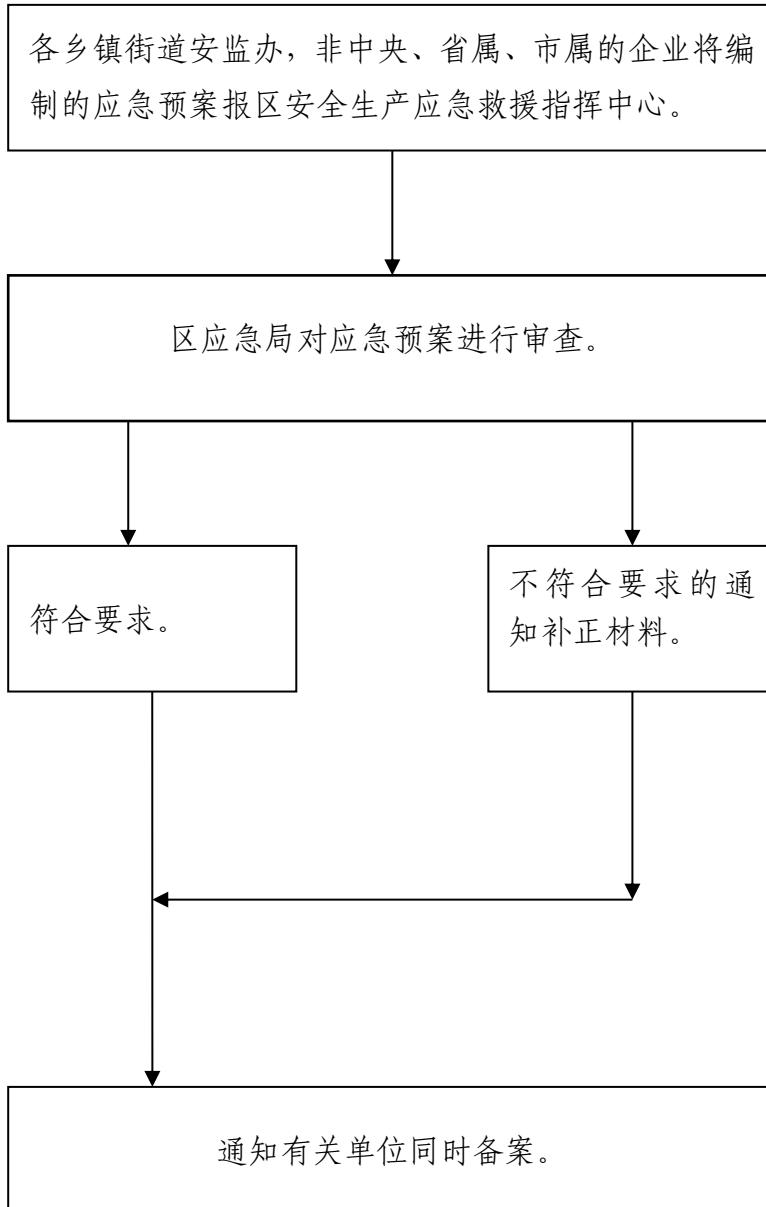 各乡镇街道安监办，非中央、省属、市属的企业将编
制的应急预案报区安全生产应急救援指挥中心。
区应急局对应急预案进行审查。
符合要求。
不符合要求的通
知补正材料。
通知有关单位同时备案。